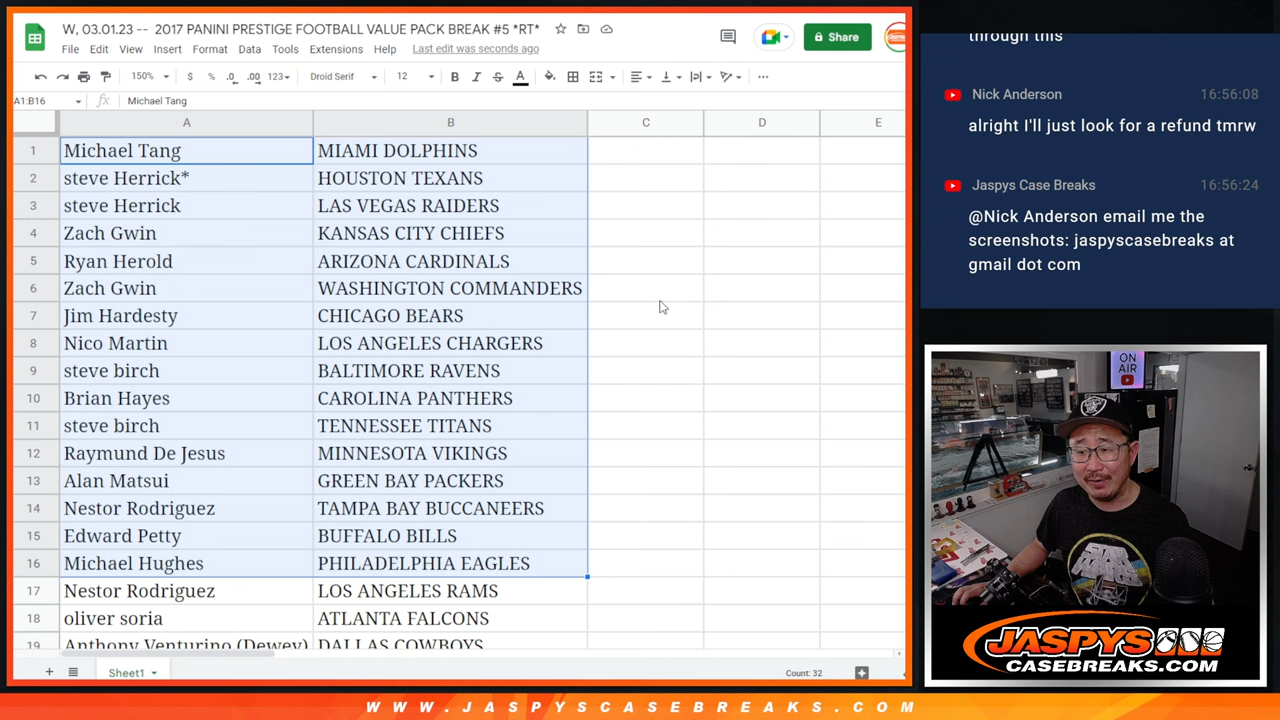 W, 03.01.23 -- 2017 PANINI PRESTIGE FOOTBALL VALUE PACK BREAK #5 *RT*
File Edit View Insert Format Data Tools Extensions Help Last edit was seconds ago
Share
150% $ % .0 .00 123 Droid Serif 12 B I S A
A1:B16 fx Michael Tang
A B C D E
1 Michael Tang MIAMI DOLPHINS
2 steve Herrick* HOUSTON TEXANS
3 steve Herrick LAS VEGAS RAIDERS
4 Zach Gwin KANSAS CITY CHIEFS
5 Ryan Herold ARIZONA CARDINALS
6 Zach Gwin WASHINGTON COMMANDERS
7 Jim Hardesty CHICAGO BEARS
8 Nico Martin LOS ANGELES CHARGERS
9 steve birch BALTIMORE RAVENS
10 Brian Hayes CAROLINA PANTHERS
11 steve birch TENNESSEE TITANS
12 Raymund De Jesus MINNESOTA VIKINGS
13 Alan Matsui GREEN BAY PACKERS
14 Nestor Rodriguez TAMPA BAY BUCCANEERS
15 Edward Petty BUFFALO BILLS
16 Michael Hughes PHILADELPHIA EAGLES
17 Nestor Rodriguez LOS ANGELES RAMS
18 oliver soria ATLANTA FALCONS
19 Anthony Venturino (Dewey) DALLAS COWBOYS
Sheet1
Count: 32
through this
Nick Anderson 16:56:08
alright I'll just look for a refund tmrw
Jaspys Case Breaks 16:56:24
@Nick Anderson email me the
screenshots: jaspyscasebreaks at
gmail dot com
ON
AIR
JASPYS
CASEBREAKS.COM
WWW.JASPYSCASEBREAKS.COM